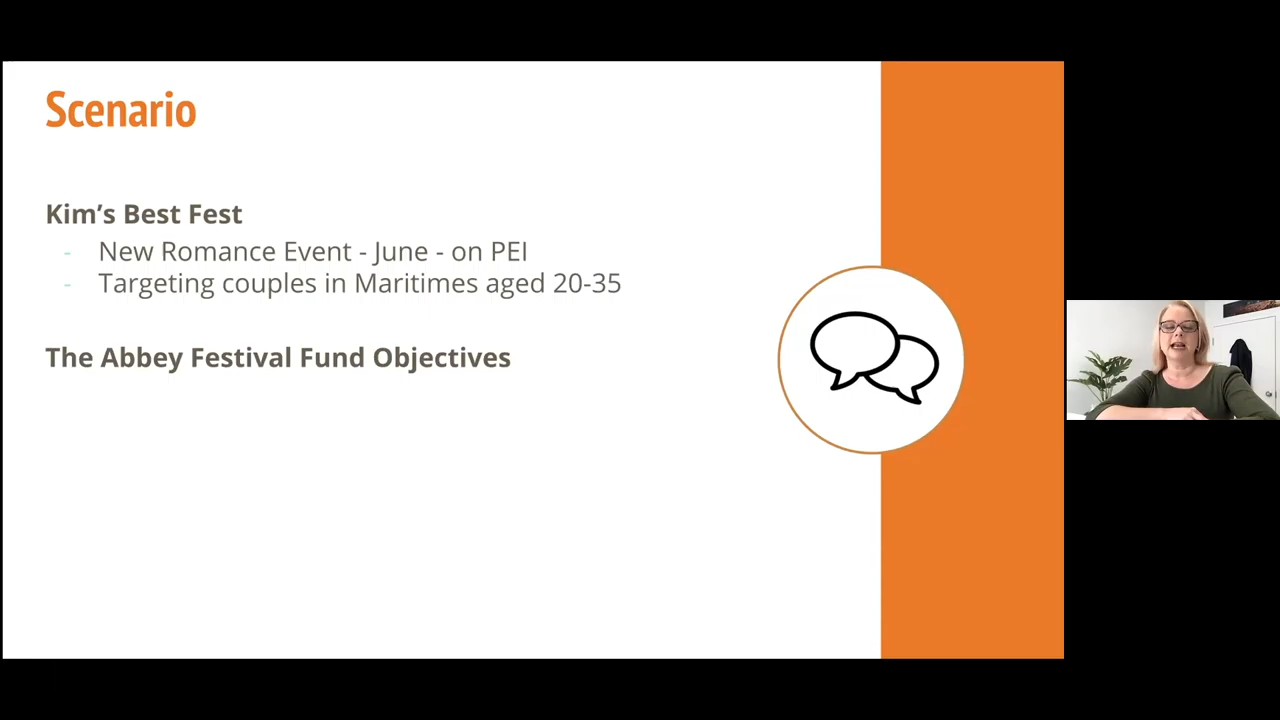 Scenario
Kim’s Best Fest
- New Romance Event - June - on PEI
- Targeting couples in Maritimes aged 20-35
The Abbey Festival Fund Objectives